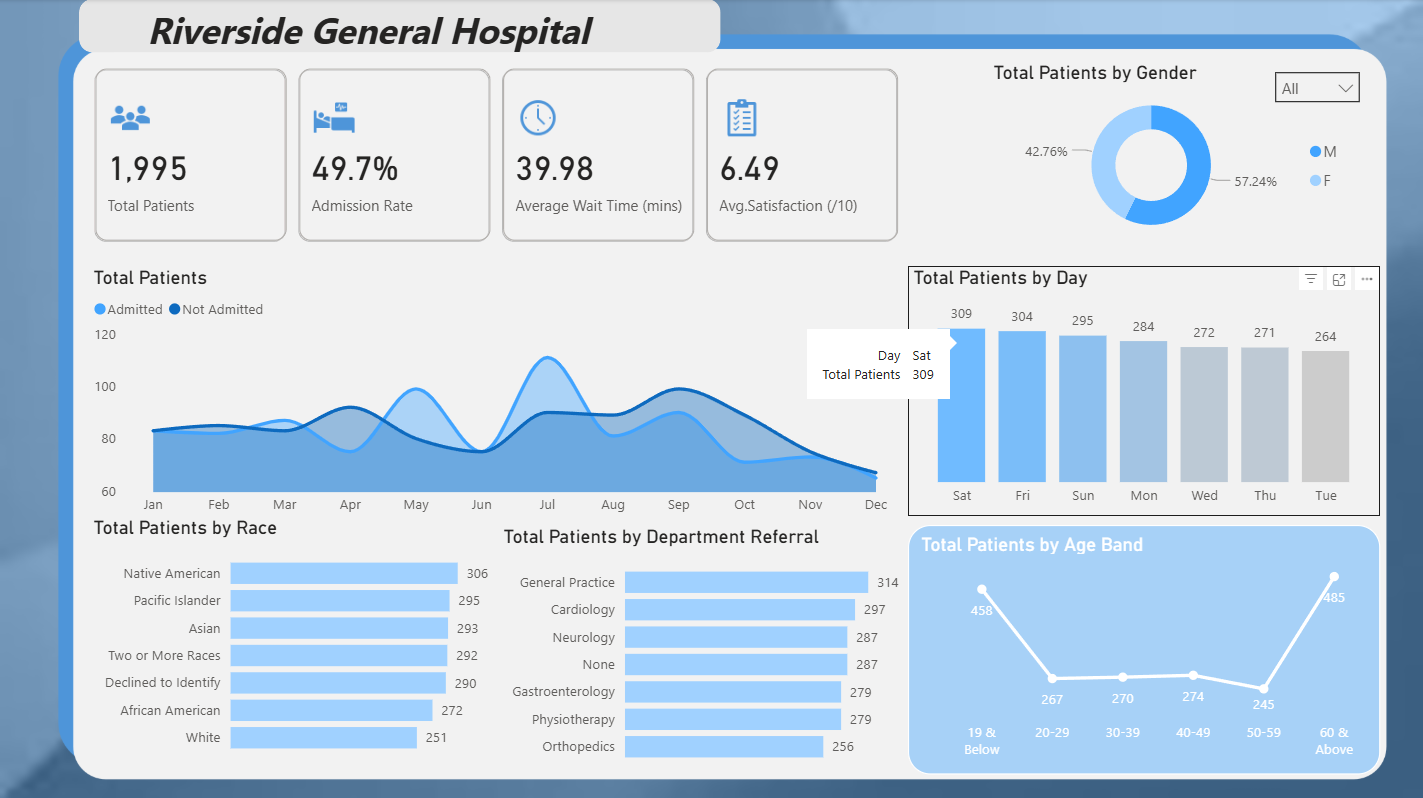 Riverside General Hospital
1,995
Total Patients
49.7%
Admission Rate
39.98
Average Wait Time (mins)
6.49
Avg.Satisfaction (/10)
Total Patients by Gender
All
42.76%
57.24%
M
F
Total Patients
Admitted Not Admitted
120
100
80
60
Jan Feb Mar Apr May Jun Jul Aug Sep Oct Nov Dec
Total Patients by Day
309 304 295 284 272 271 264
Day Sat
Total Patients 309
Sat Fri Sun Mon Wed Thu Tue
Total Patients by Race
Native American 306
Pacific Islander 295
Asian 293
Two or More Races 292
Declined to Identify 290
African American 272
White 251
Total Patients by Department Referral
General Practice 314
Cardiology 297
Neurology 287
None 287
Gastroenterology 279
Physiotherapy 279
Orthopedics 256
Total Patients by Age Band
458 267 270 274 245 485
19 & Below 20-29 30-39 40-49 50-59 60 & Above